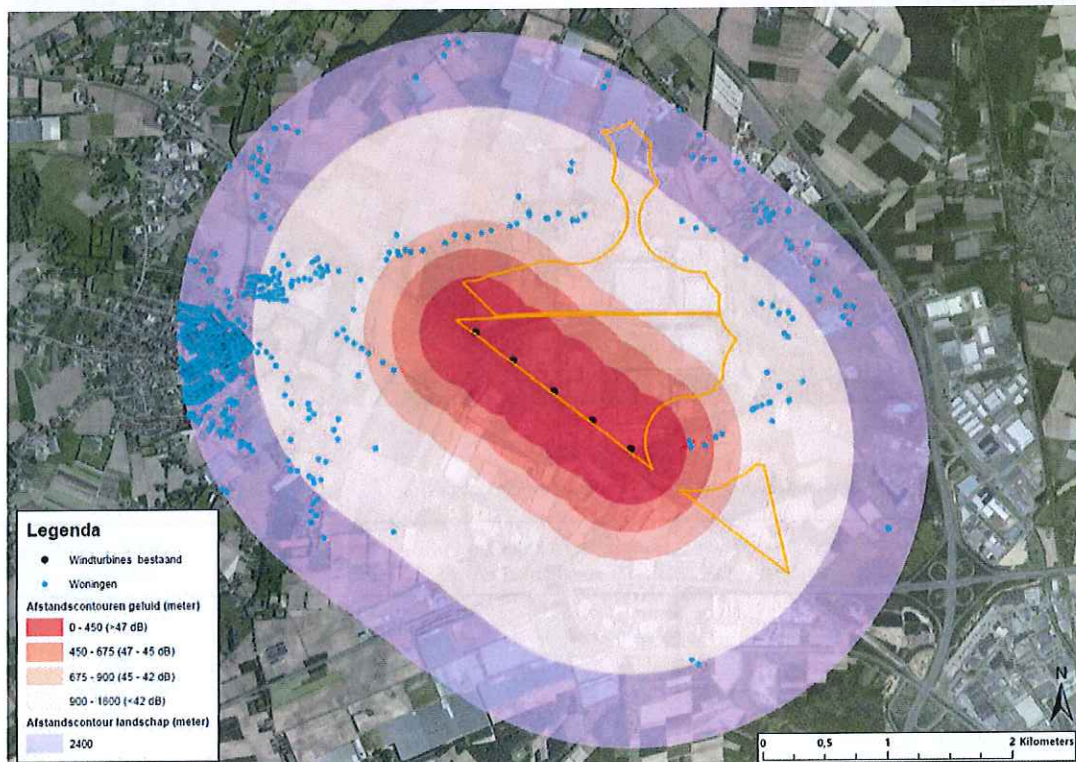 Legenda
Windturbines bestaand
Woningen
Afstandscontouren geluid (meter)
0 - 450 (>47 dB)
450 - 675 (47 - 45 dB)
675 - 900 (45 - 42 dB)
900 - 1600 (<42 dB)
Afstandscontour landschap (meter)
2400
N
0 0,5 1 2 Kilometers